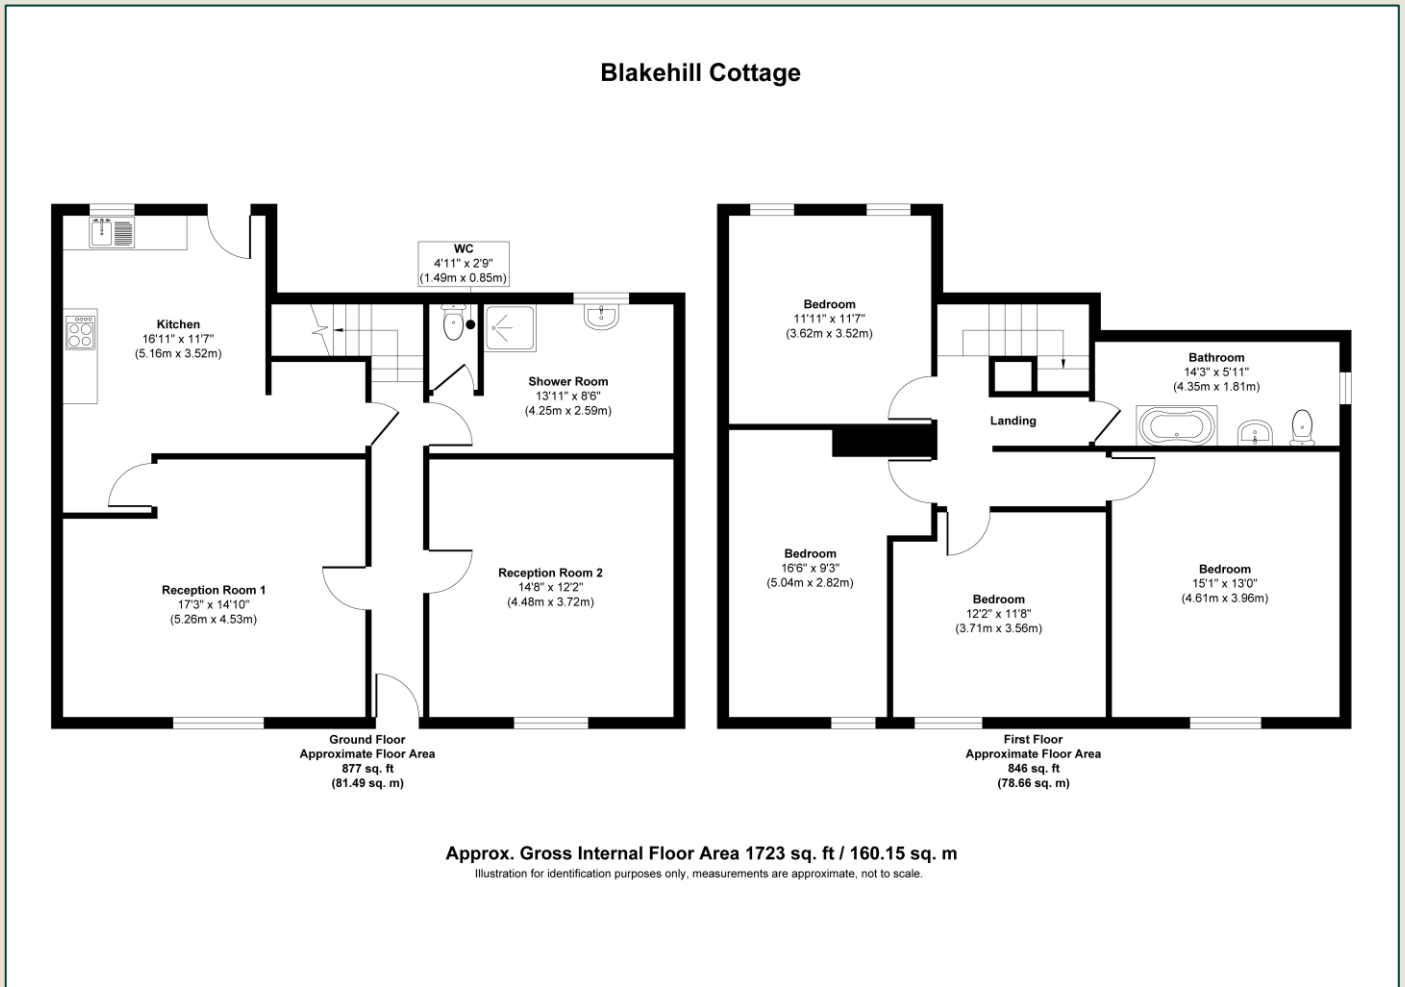 Blakehill Cottage
WC
4'11" x 2'9"
(1.49m x 0.85m)
Kitchen
16'11" x 11'7"
(5.16m x 3.52m)
Shower Room
13'11" x 8'6"
(4.25m x 2.59m)
Reception Room 1
17'3" x 14'10"
(5.26m x 4.53m)
Reception Room 2
14'8" x 12'2"
(4.48m x 3.72m)
Ground Floor
Approximate Floor Area
877 sq. ft
(81.49 sq. m)
Bedroom
11'11" x 11'7"
(3.62m x 3.52m)
Bathroom
14'3" x 5'11"
(4.35m x 1.81m)
Landing
Bedroom
16'6" x 9'3"
(5.04m x 2.82m)
Bedroom
12'2" x 11'8"
(3.71m x 3.56m)
Bedroom
15'1" x 13'0"
(4.61m x 3.96m)
First Floor
Approximate Floor Area
846 sq. ft
(78.66 sq. m)
Approx. Gross Internal Floor Area 1723 sq. ft / 160.15 sq. m
Illustration for identification purposes only, measurements are approximate, not to scale.